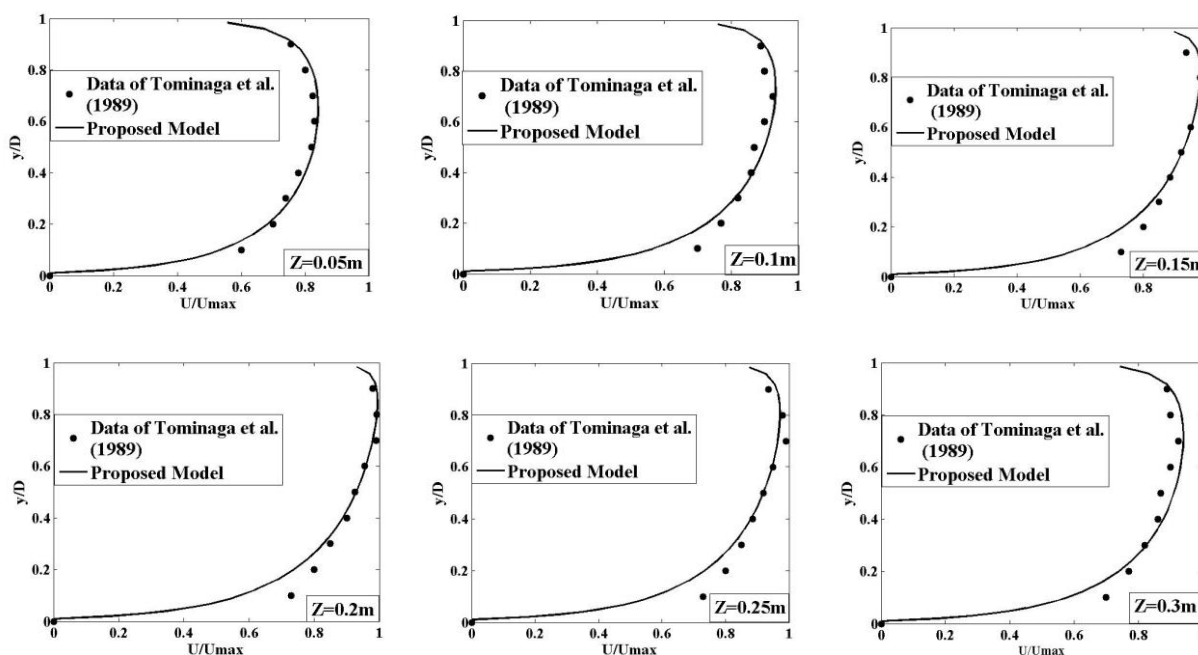 1
0.8
0.6
0.4
0.2
0
y/D
Data of Tominaga et al.
(1989)
Proposed Model
Z=0.05m
0 0.2 0.4 0.6 0.8 1
U/Umax
1
0.8
0.6
0.4
0.2
0
y/D
Data of Tominaga et al.
(1989)
Proposed Model
Z=0.1m
0 0.2 0.4 0.6 0.8 1
U/Umax
1
0.8
0.6
0.4
0.2
0
y/D
Data of Tominaga et al.
(1989)
Proposed Model
Z=0.15m
0 0.2 0.4 0.6 0.8
U/Umax
1
0.8
0.6
0.4
0.2
0
y/D
Data of Tominaga et al.
(1989)
Proposed Model
Z=0.2m
0 0.2 0.4 0.6 0.8 1
U/Umax
1
0.8
0.6
0.4
0.2
0
y/D
Data of Tominaga et al.
(1989)
Proposed Model
Z=0.25m
0 0.2 0.4 0.6 0.8 1
U/Umax
1
0.8
0.6
0.4
0.2
0
y/D
Data of Tominaga et al.
(1989)
Proposed Model
Z=0.3m
0 0.2 0.4 0.6 0.8
U/Umax